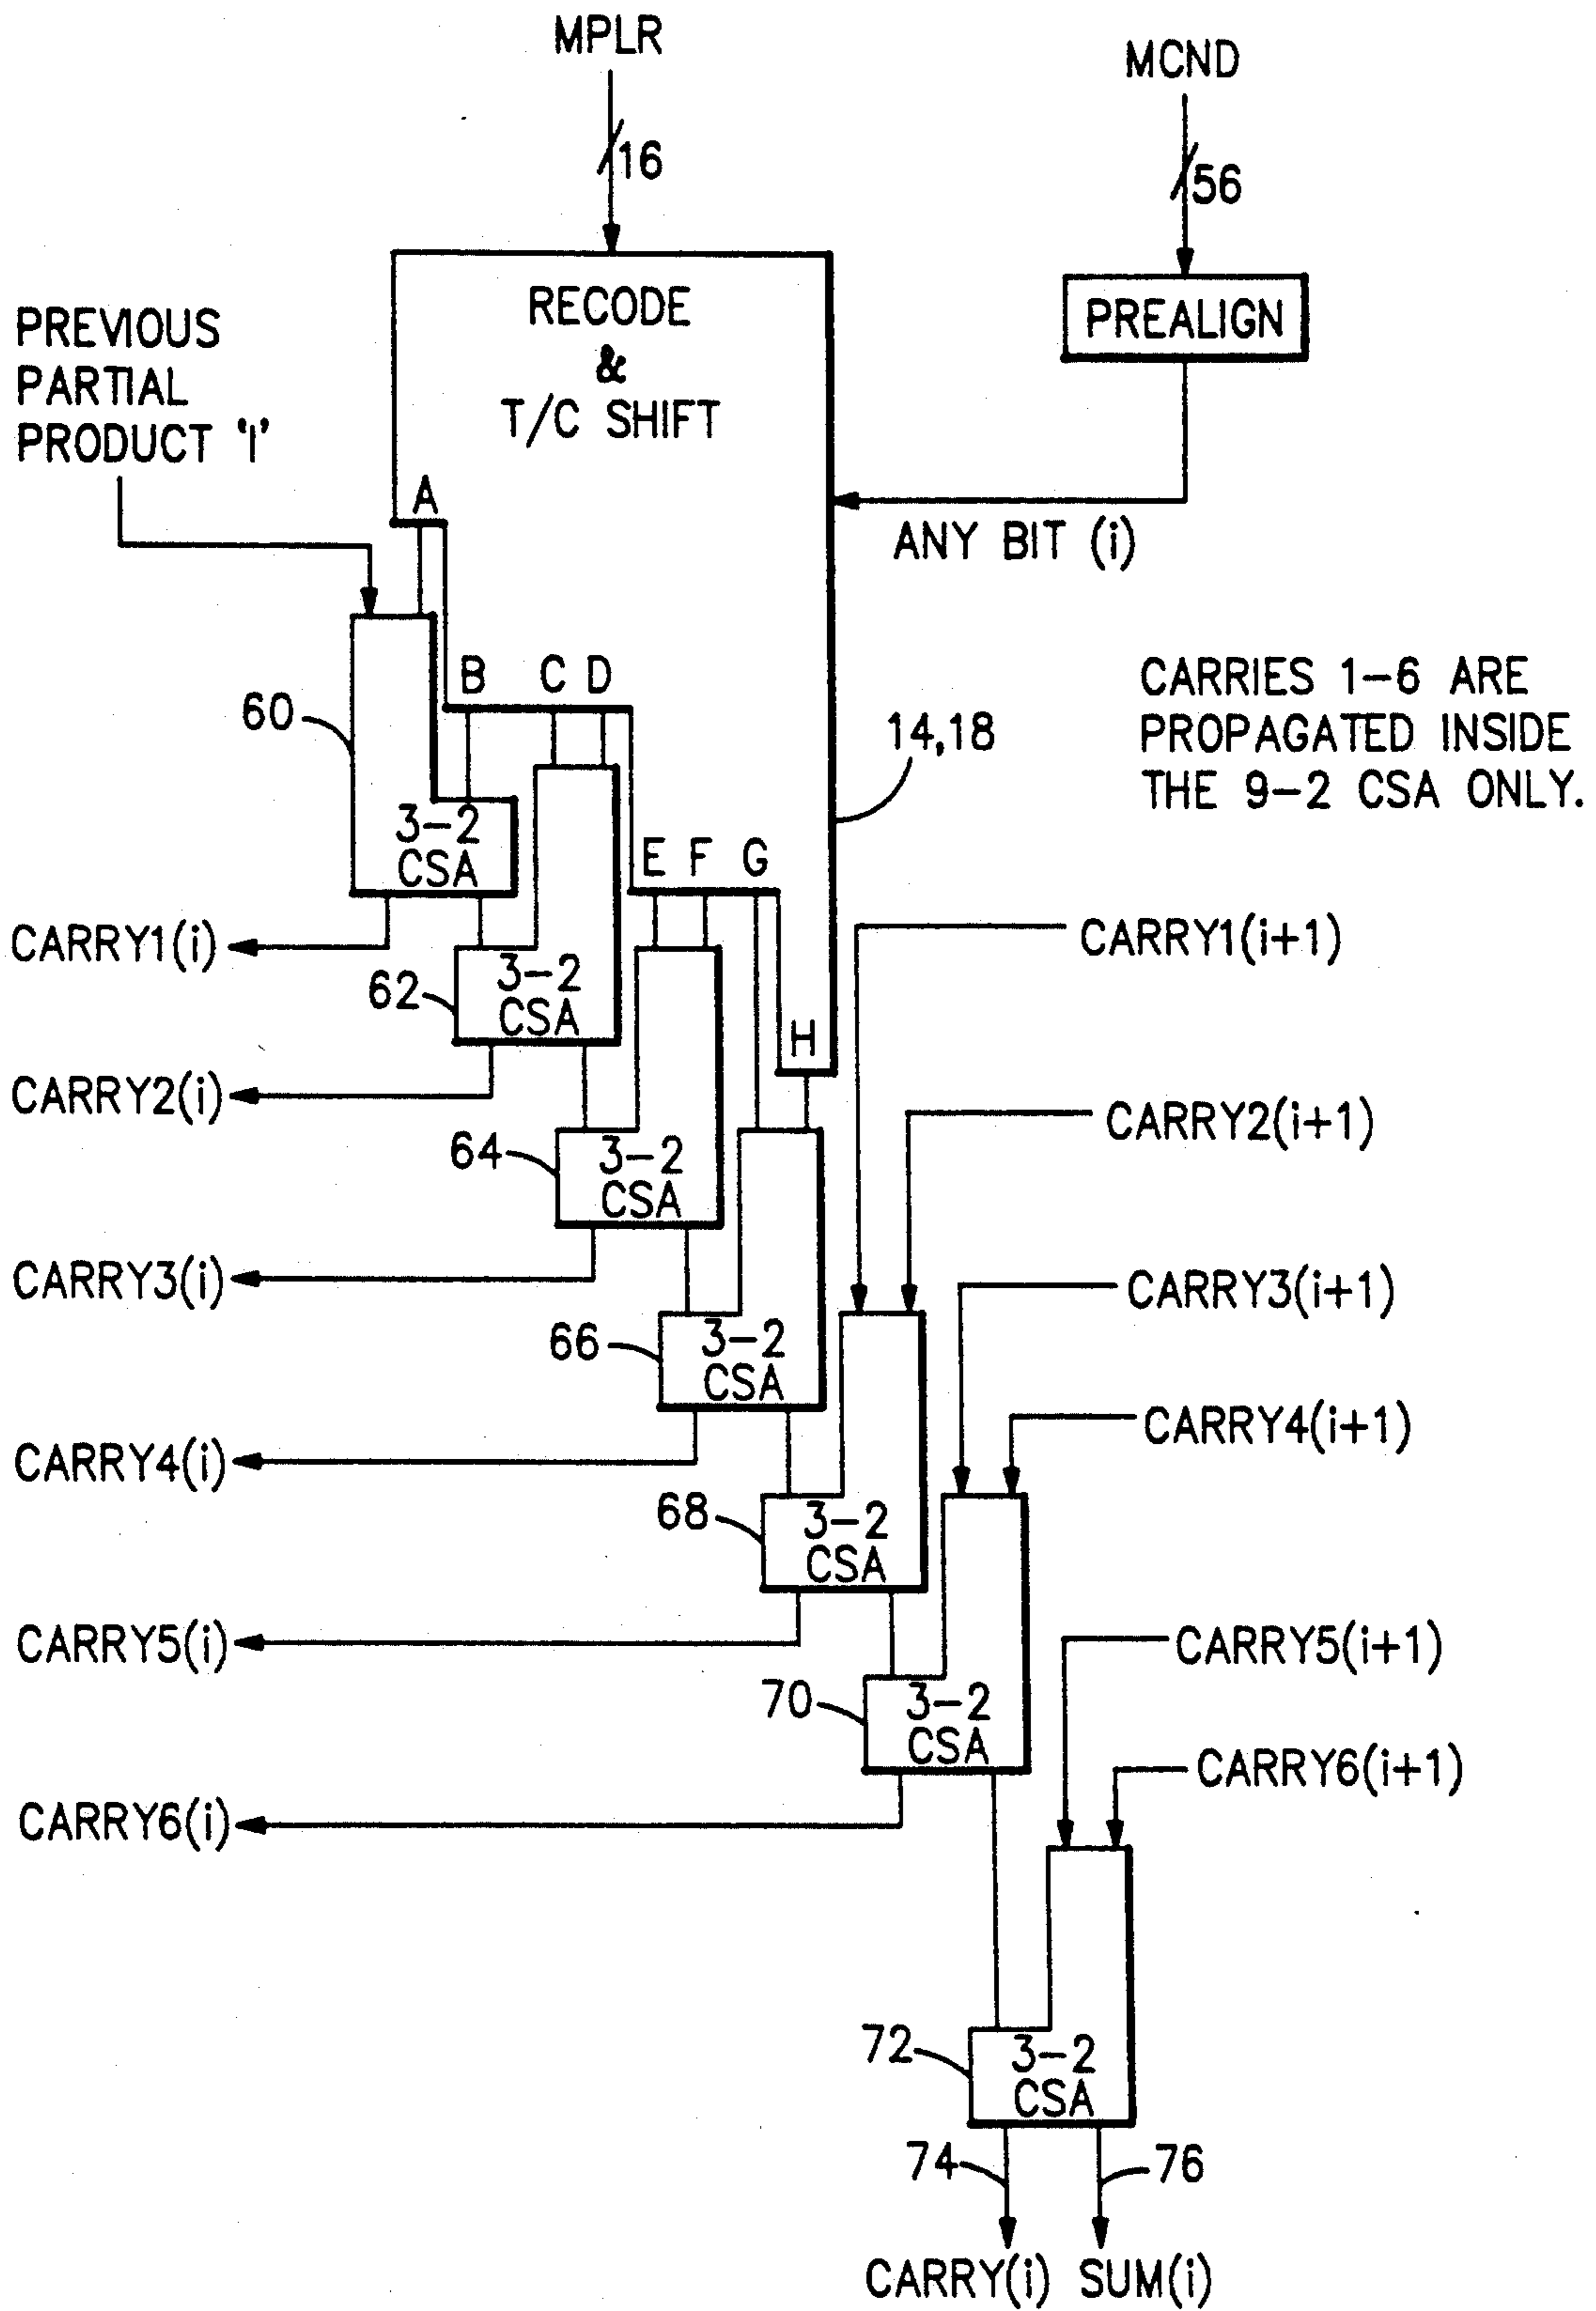 MPLR
MCND
16
56
RECODE
&
T/C SHIFT
PREALIGN
PREVIOUS
PARTIAL
PRODUCT 'I'
A
ANY BIT (i)
B C D
60
14,18
CARRIES 1-6 ARE
PROPAGATED INSIDE
THE 9-2 CSA ONLY.
3-2
CSA
E F G
CARRY1(i)
CARRY1(i+1)
62
3-2
CSA
H
CARRY2(i)
CARRY2(i+1)
64
3-2
CSA
CARRY3(i)
CARRY3(i+1)
66
3-2
CSA
CARRY4(i)
CARRY4(i+1)
68
3-2
CSA
CARRY5(i)
CARRY5(i+1)
70
3-2
CSA
CARRY6(i)
CARRY6(i+1)
72
3-2
CSA
74
76
CARRY(i) SUM(i)